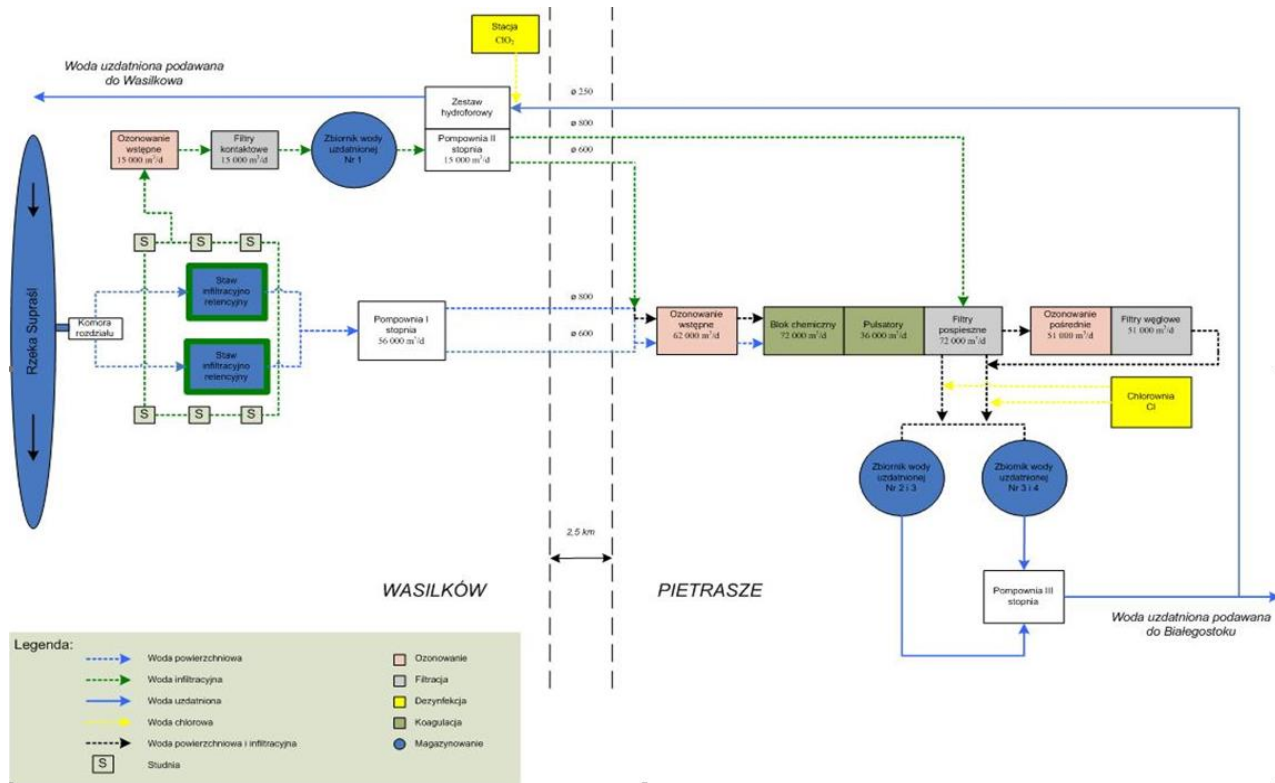 Stacja
ClO₂
Woda uzdatniona podawana
do Wasilkowa
ø 250
Zestaw
hydroforowy
ø 800
Ozonowanie
wstępne
15 000 m³/d
Filtry
kontaktowe
15 000 m³/d
Zbiornik wody
uzdatnionej
Nr 1
Pompownia II
stopnia
15 000 m³/d
ø 600
Rzeka Supraśl
S
S
S
Staw
infiltracyjno
retencyjny
Komora
rozdziału
Pompownia I
stopnia
56 000 m³/d
ø 800
ø 600
Staw
infiltracyjno
retencyjny
S
S
S
Ozonowanie
wstępne
62 000 m³/d
Blok chemiczny
72 000 m³/d
Pulsatory
36 000 m³/d
Filtry
pospieszne
72 000 m³/d
Ozonowanie
pośrednie
51 000 m³/d
Filtry węglowe
51 000 m³/d
Chlorownia
Cl
Zbiornik wody
uzdatnionej
Nr 2 i 3
Zbiornik wody
uzdatnionej
Nr 3 i 4
2,5 km
WASILKÓW
PIETRASZE
Pompownia III
stopnia
Woda uzdatniona podawana
do Białegostoku
Legenda:
Woda powierzchniowa
Woda infiltracyjna
Woda uzdatniona
Woda chlorowa
Woda powierzchniowa i infiltracyjna
S Studnia
Ozonowanie
Filtracja
Dezynfekcja
Koagulacja
Magazynowanie